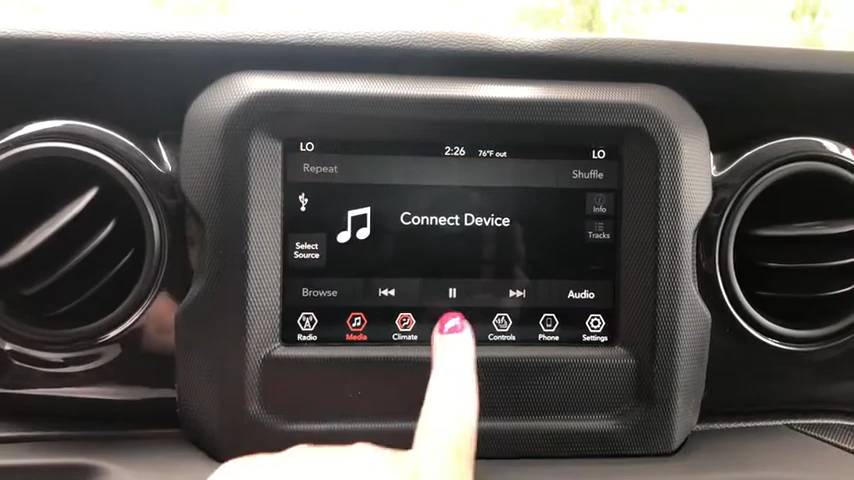 LO 2:26 76°F out LO
Repeat Shuffle
Connect Device
Info
Select
Source
Tracks
Browse Audio
Radio Media Climate Controls Phone Settings